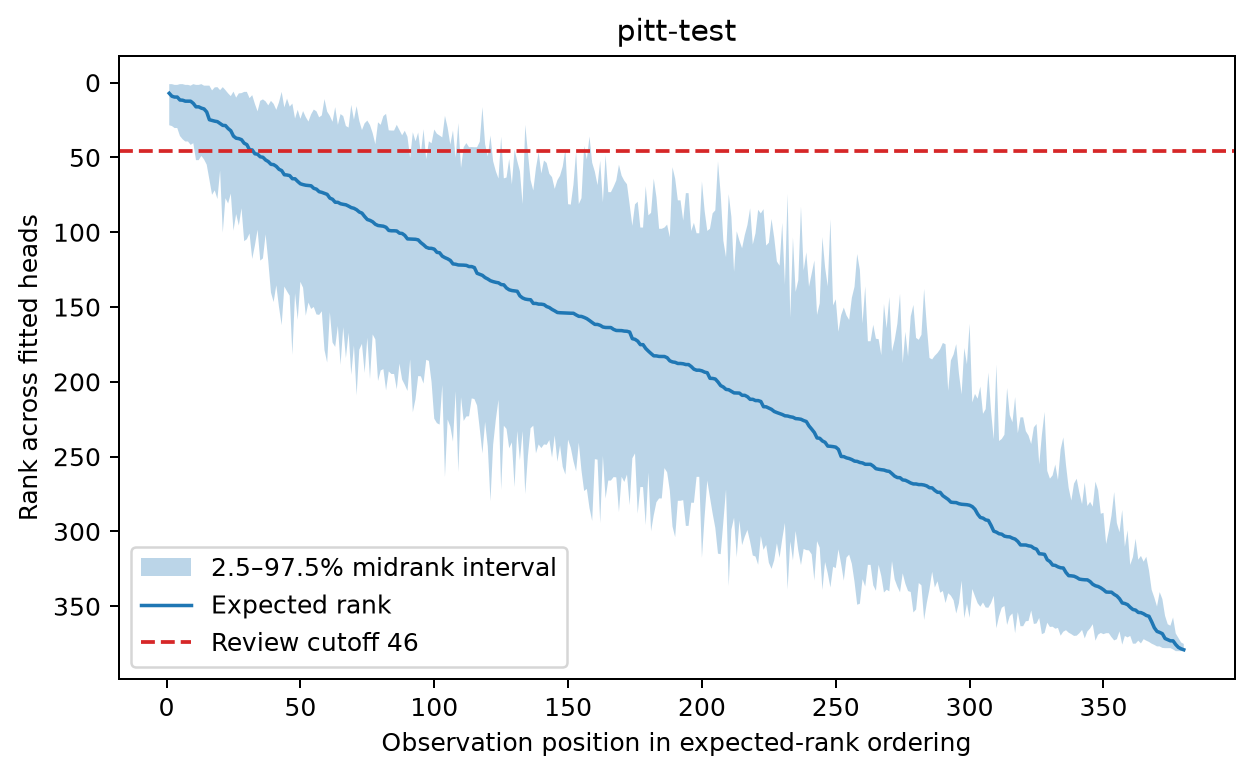 pitt-test
Rank across fitted heads
0
50
100
150
200
250
300
350
2.5–97.5% midrank interval
Expected rank
Review cutoff 46
0 50 100 150 200 250 300 350
Observation position in expected-rank ordering